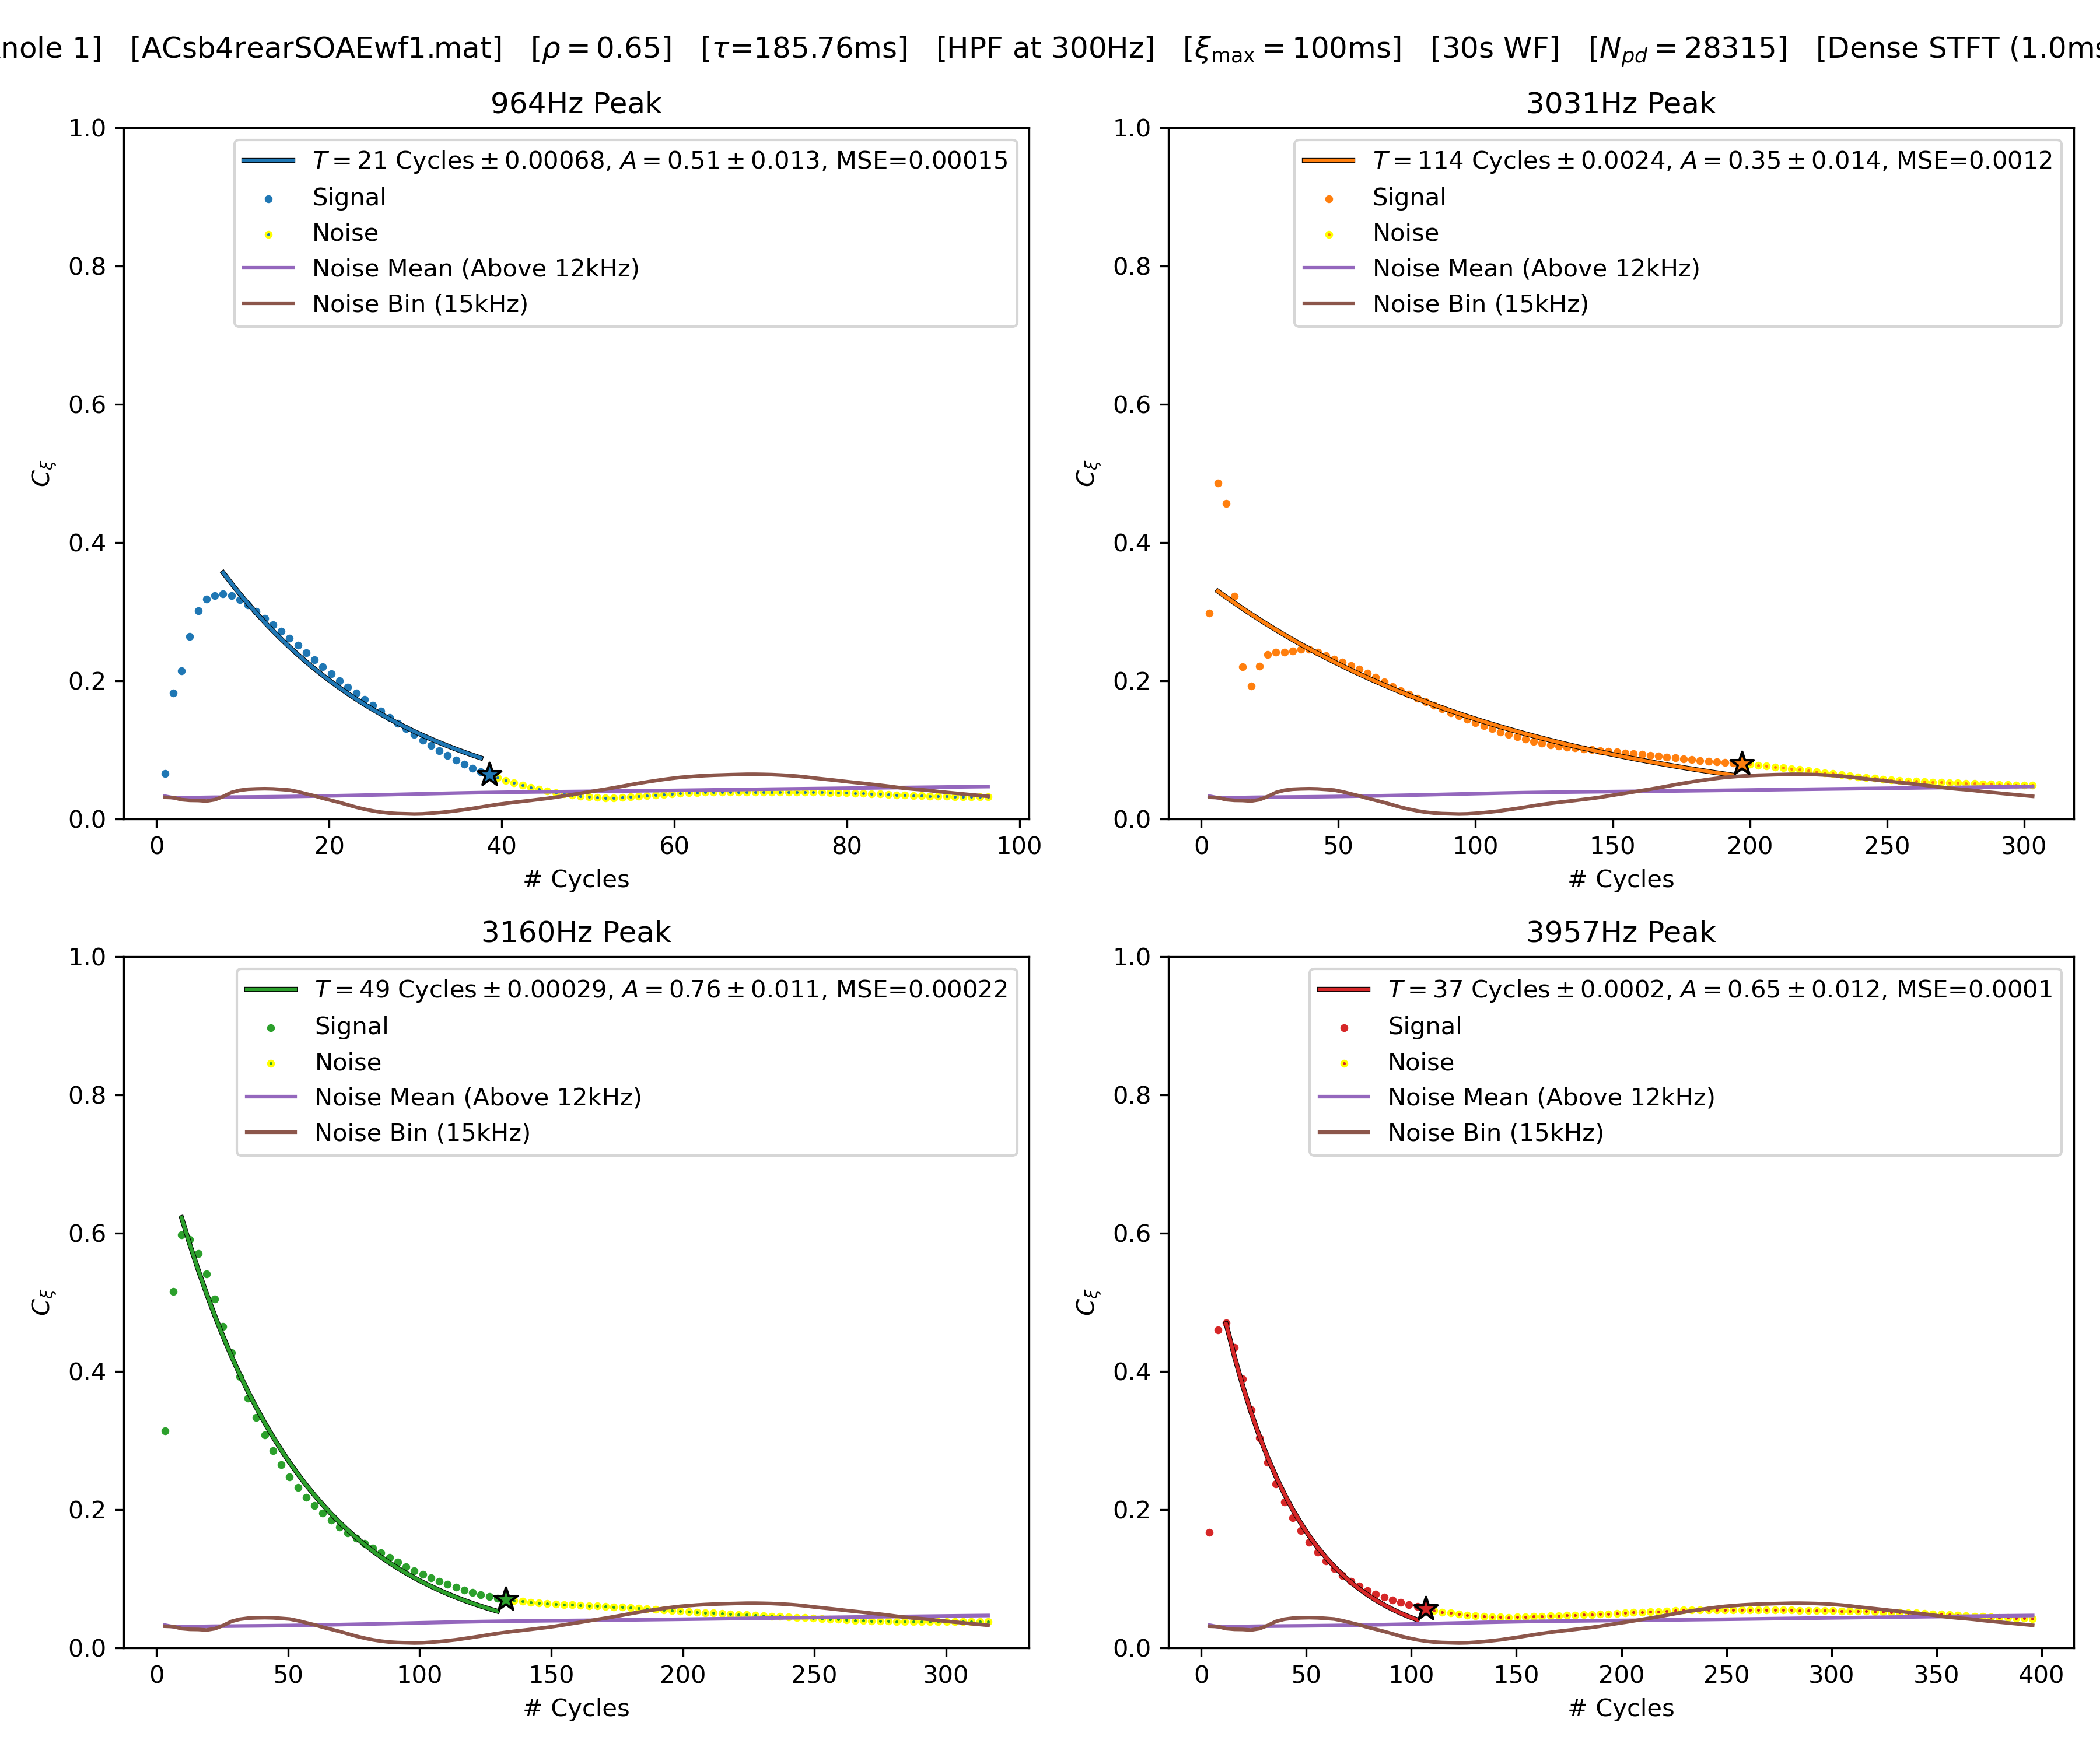 nole 1]   [ACsb4rearSOAEwf1.mat]   [ρ = 0.65]   [τ=185.76ms]   [HPF at 300Hz]   [ξmax = 100ms]   [30s WF]   [Npd = 28315]   [Dense STFT (1.0ms
964Hz Peak
1.0
0.8
0.6
0.4
0.2
0.0
Cξ
T = 21 Cycles ± 0.00068, A = 0.51 ± 0.013, MSE=0.00015
Signal
Noise
Noise Mean (Above 12kHz)
Noise Bin (15kHz)
0 20 40 60 80 100
# Cycles
3031Hz Peak
1.0
0.8
0.6
0.4
0.2
0.0
Cξ
T = 114 Cycles ± 0.0024, A = 0.35 ± 0.014, MSE=0.0012
Signal
Noise
Noise Mean (Above 12kHz)
Noise Bin (15kHz)
0 50 100 150 200 250 300
# Cycles
3160Hz Peak
1.0
0.8
0.6
0.4
0.2
0.0
Cξ
T = 49 Cycles ± 0.00029, A = 0.76 ± 0.011, MSE=0.00022
Signal
Noise
Noise Mean (Above 12kHz)
Noise Bin (15kHz)
0 50 100 150 200 250 300
# Cycles
3957Hz Peak
1.0
0.8
0.6
0.4
0.2
0.0
Cξ
T = 37 Cycles ± 0.0002, A = 0.65 ± 0.012, MSE=0.0001
Signal
Noise
Noise Mean (Above 12kHz)
Noise Bin (15kHz)
0 50 100 150 200 250 300 350 400
# Cycles